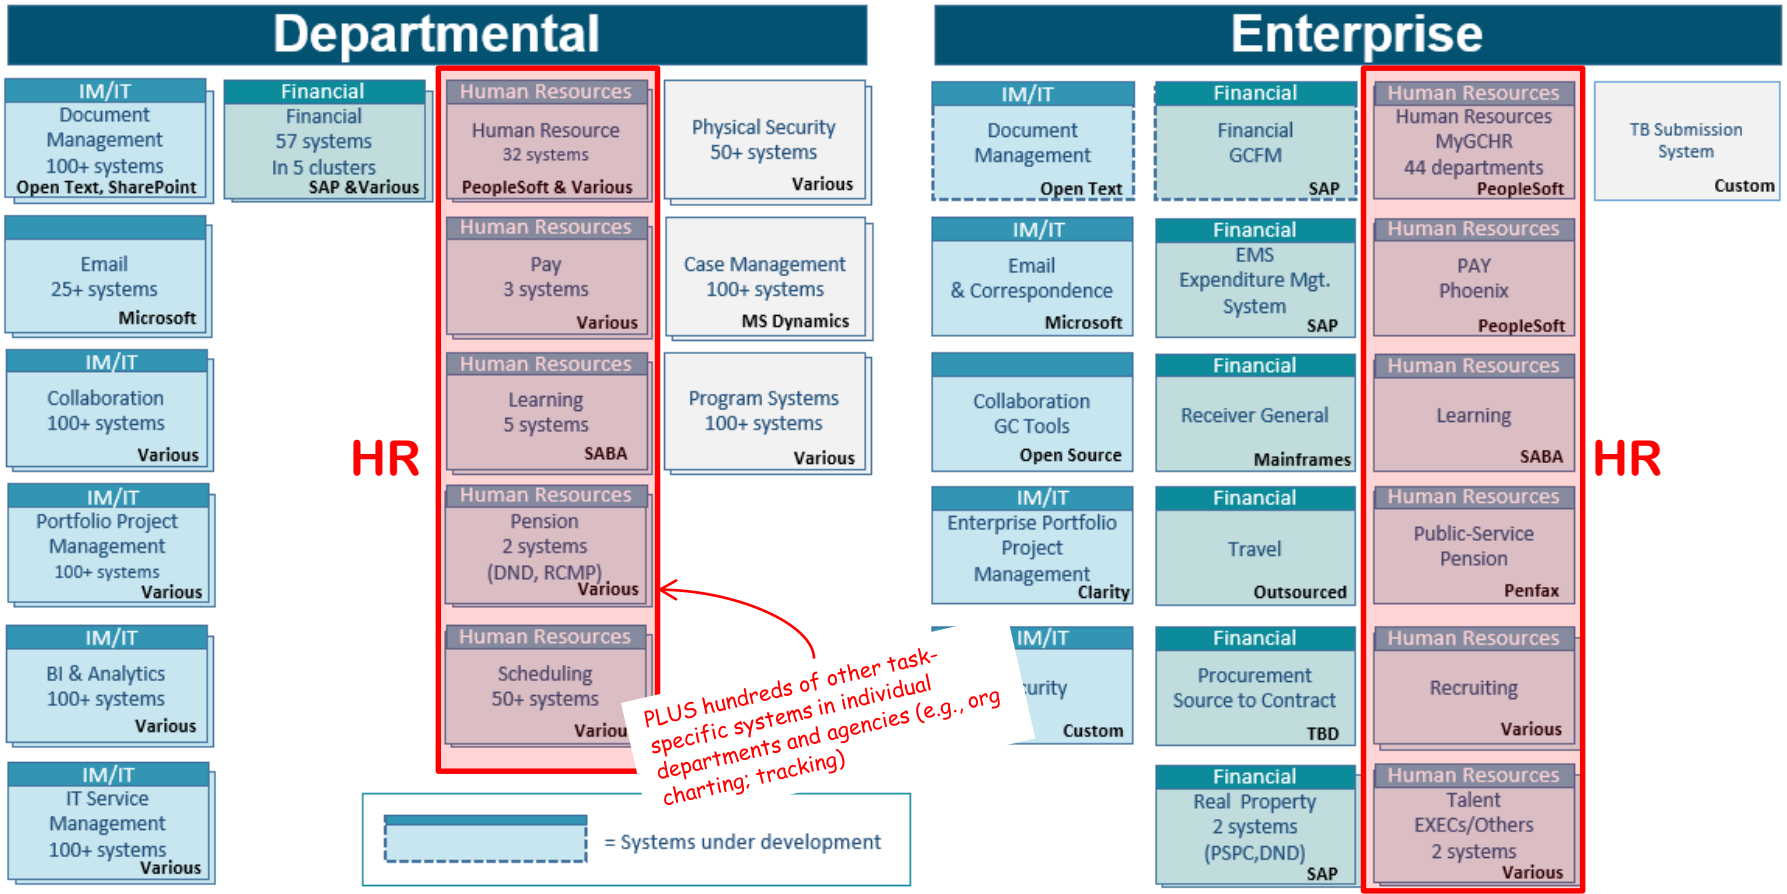 Departmental
IM/IT
Document
Management
100+ systems
Open Text, SharePoint
Email
25+ systems
Microsoft
IM/IT
Collaboration
100+ systems
Various
IM/IT
Portfolio Project
Management
100+ systems
Various
IM/IT
BI & Analytics
100+ systems
Various
IM/IT
IT Service
Management
100+ systems
Various
Financial
Financial
57 systems
In 5 clusters
SAP &Various
HR
Human Resources
Human Resource
32 systems
PeopleSoft & Various
Human Resources
Pay
3 systems
Various
Human Resources
Learning
5 systems
SABA
Human Resources
Pension
2 systems
(DND, RCMP)
Various
Human Resources
Scheduling
50+ systems
Various
Physical Security
50+ systems
Various
Case Management
100+ systems
MS Dynamics
Program Systems
100+ systems
Various
PLUS hundreds of other task-
specific systems in individual
departments and agencies (e.g., org
charting; tracking)
= Systems under development
Enterprise
IM/IT
Document
Management
Open Text
IM/IT
Email
& Correspondence
Microsoft
Collaboration
GC Tools
Open Source
IM/IT
Enterprise Portfolio
Project
Management
Clarity
IM/IT
curity
Custom
Financial
Financial
GCFM
SAP
Financial
EMS
Expenditure Mgt.
System
SAP
Financial
Receiver General
Mainframes
Financial
Travel
Outsourced
Financial
Procurement
Source to Contract
TBD
Financial
Real Property
2 systems
(PSPC,DND)
SAP
Human Resources
Human Resources
MyGCHR
44 departments
PeopleSoft
Human Resources
PAY
Phoenix
PeopleSoft
Human Resources
Learning
SABA
Human Resources
Public-Service
Pension
Penfax
Human Resources
Recruiting
Various
Human Resources
Talent
EXECs/Others
2 systems
Various
HR
TB Submission
System
Custom